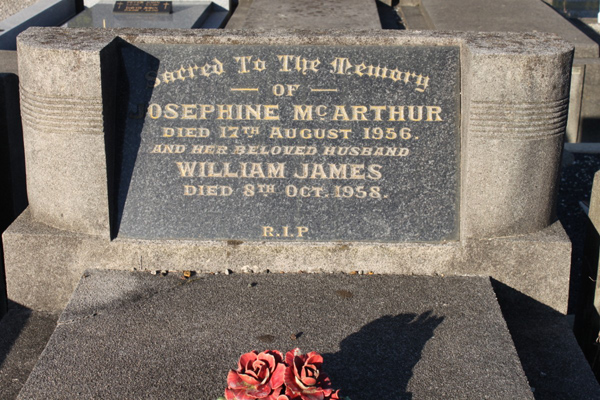 Sacred To The Memory
OF
JOSEPHINE McARTHUR
DIED 17TH AUGUST 1956.
AND HER BELOVED HUSBAND
WILLIAM JAMES
DIED 8TH OCT. 1958.
R.I.P